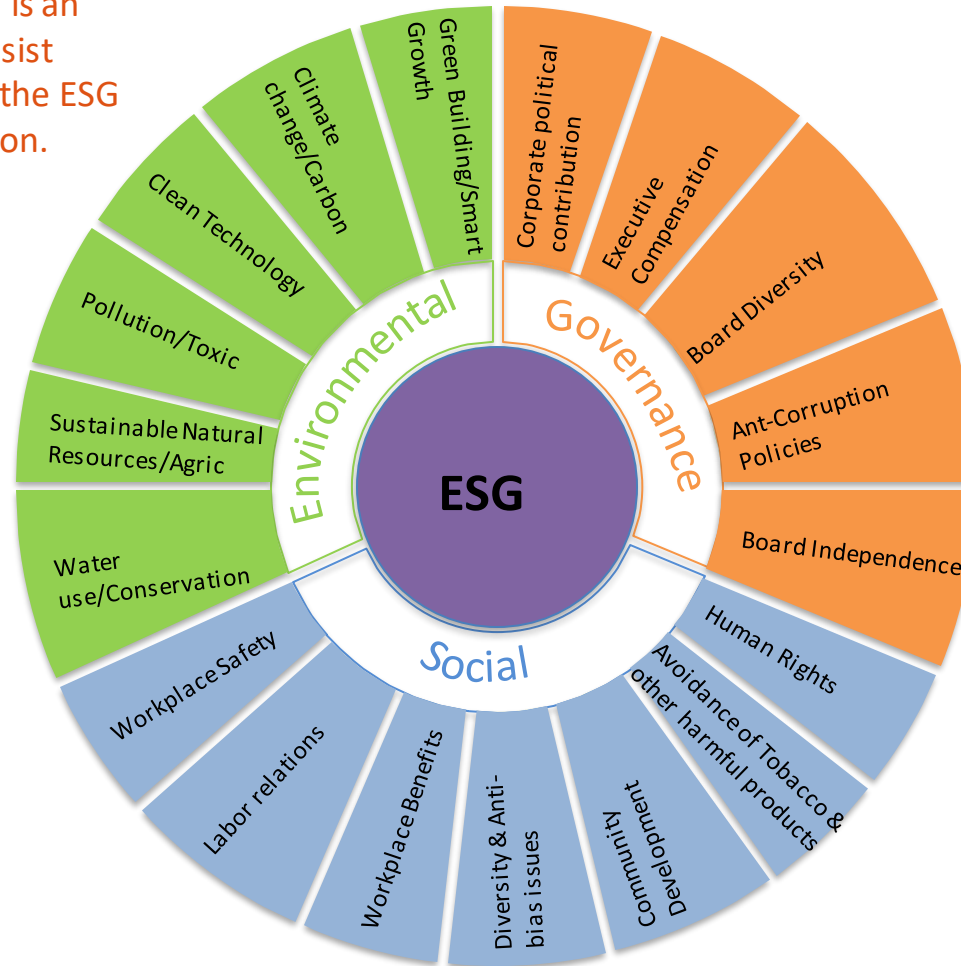 is an
sist
the ESG
on.
Green Building/Smart
Growth
Climate
change/Carbon
Clean Technology
Pollution/Toxic
Sustainable Natural
Resources/Agric
Water
use/Conservation
Corporate political
contribution
Executive
Compensation
Board Diversity
Ant-Corruption
Policies
Board Independence
Environmental
Governance
ESG
Social
Human Rights
Avoidance of Tobacco &
other harmful products
Community
Development
Diversity & Anti-
bias issues
Workplace Benefits
Labor relations
Workplace Safety